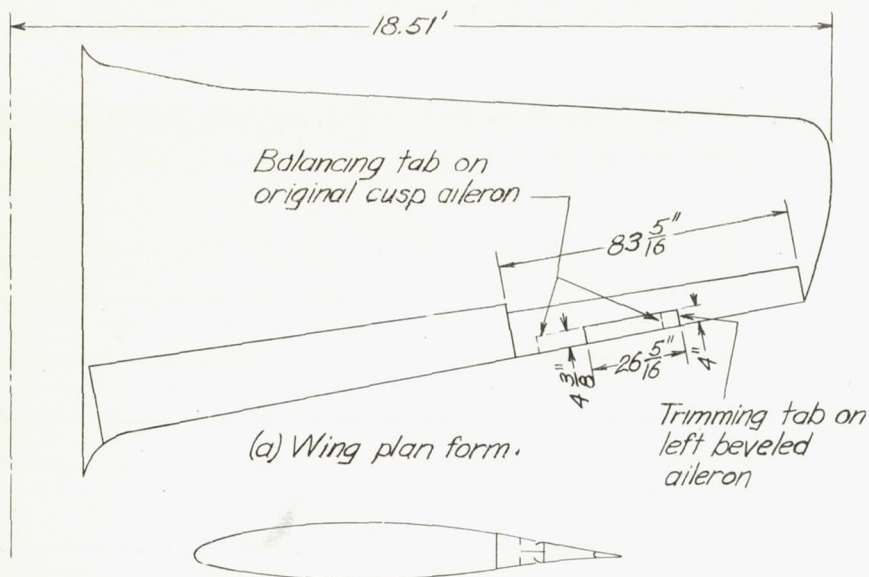 18.51'
Balancing tab on
original cusp aileron
83 5/16"
4 3/8"
26 5/16"
4"
Trimming tab on
left beveled
aileron
(a) Wing plan form.